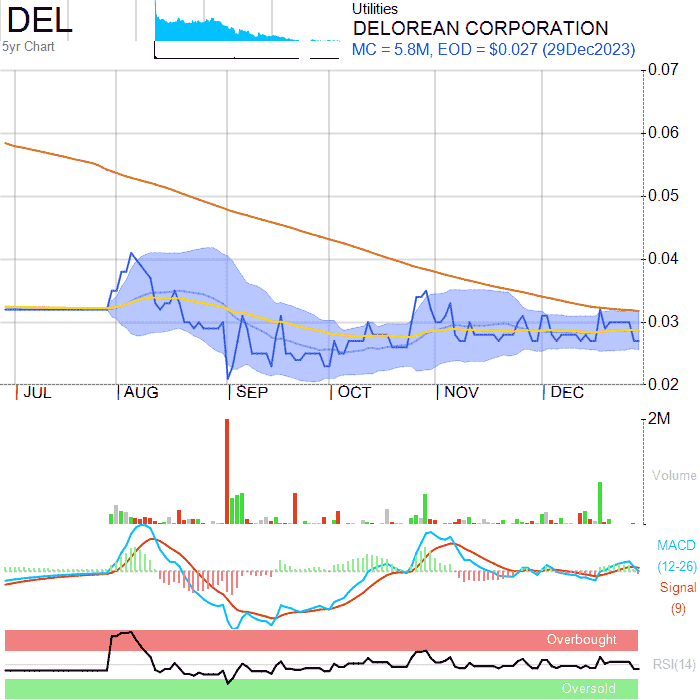 DEL
5yr Chart
Utilities
DELOREAN CORPORATION
MC = 5.8M, EOD = $0.027 (29Dec2023)
0.07
0.06
0.05
0.04
0.03
0.02
JUL AUG SEP OCT NOV DEC
2M
Volume
MACD
(12-26)
Signal
(9)
Overbought
RSI(14)
Oversold